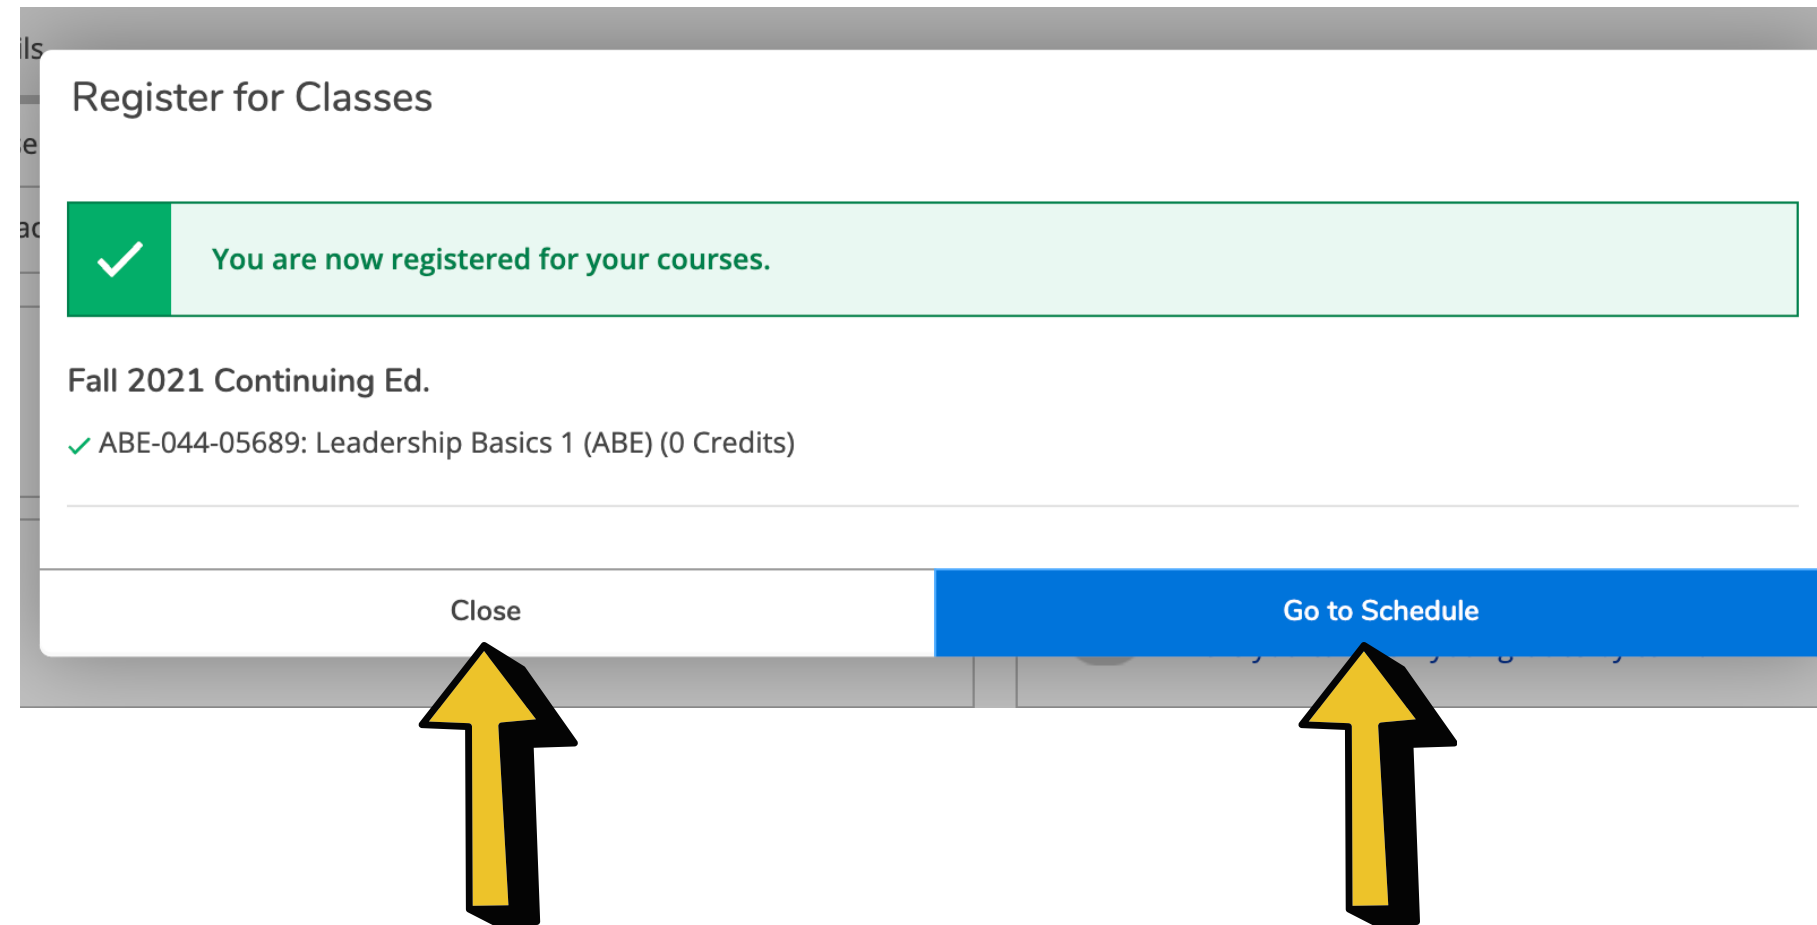 ils
Register for Classes
You are now registered for your courses.
Fall 2021 Continuing Ed.
ABE-044-05689: Leadership Basics 1 (ABE) (0 Credits)
Close
Go to Schedule